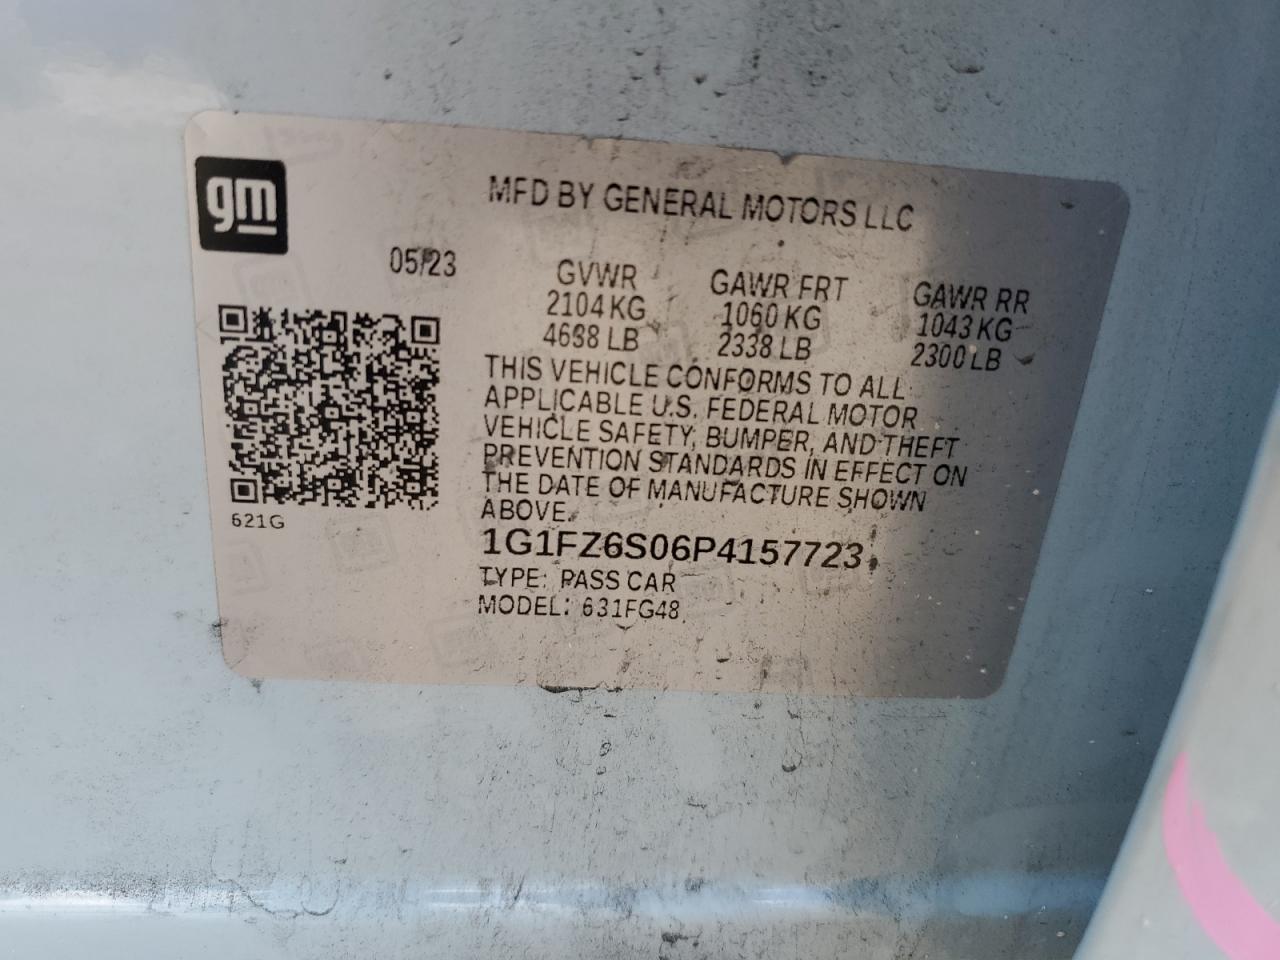 gm
MFD BY GENERAL MOTORS LLC
05/23
GVWR GAWR FRT GAWR RR
2104 KG 1060 KG 1043 KG
4638 LB 2338 LB 2300 LB
THIS VEHICLE CONFORMS TO ALL
APPLICABLE U.S. FEDERAL MOTOR
VEHICLE SAFETY, BUMPER, AND THEFT
PREVENTION STANDARDS IN EFFECT ON
THE DATE OF MANUFACTURE SHOWN
ABOVE.
621G
1G1FZ6S06P4157723
TYPE: PASS CAR
MODEL: 631FG48